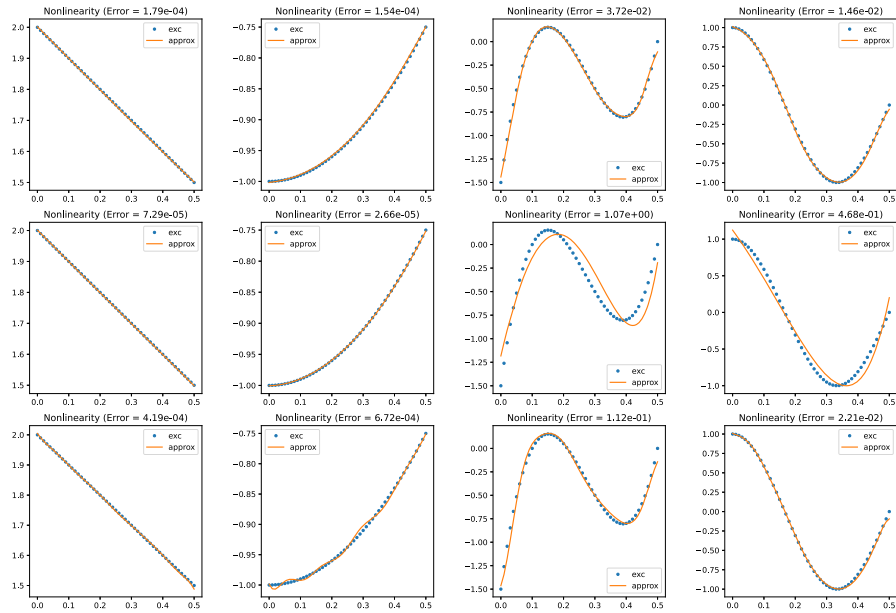 Nonlinearity (Error = 1.79e-04)
2.0
1.9
1.8
1.7
1.6
1.5
0.0 0.1 0.2 0.3 0.4 0.5
exc
approx
Nonlinearity (Error = 1.54e-04)
−0.75
−0.80
−0.85
−0.90
−0.95
−1.00
0.0 0.1 0.2 0.3 0.4 0.5
exc
approx
Nonlinearity (Error = 3.72e-02)
0.00
−0.25
−0.50
−0.75
−1.00
−1.25
−1.50
0.0 0.1 0.2 0.3 0.4 0.5
exc
approx
Nonlinearity (Error = 1.46e-02)
1.00
0.75
0.50
0.25
0.00
−0.25
−0.50
−0.75
−1.00
0.0 0.1 0.2 0.3 0.4 0.5
exc
approx
Nonlinearity (Error = 7.29e-05)
2.0
1.9
1.8
1.7
1.6
1.5
0.0 0.1 0.2 0.3 0.4 0.5
exc
approx
Nonlinearity (Error = 2.66e-05)
−0.75
−0.80
−0.85
−0.90
−0.95
−1.00
0.0 0.1 0.2 0.3 0.4 0.5
exc
approx
Nonlinearity (Error = 1.07e+00)
0.00
−0.25
−0.50
−0.75
−1.00
−1.25
−1.50
0.0 0.1 0.2 0.3 0.4 0.5
exc
approx
Nonlinearity (Error = 4.68e-01)
1.0
0.5
0.0
−0.5
−1.0
0.0 0.1 0.2 0.3 0.4 0.5
exc
approx
Nonlinearity (Error = 4.19e-04)
2.0
1.9
1.8
1.7
1.6
1.5
0.0 0.1 0.2 0.3 0.4 0.5
exc
approx
Nonlinearity (Error = 6.72e-04)
−0.75
−0.80
−0.85
−0.90
−0.95
−1.00
0.0 0.1 0.2 0.3 0.4 0.5
exc
approx
Nonlinearity (Error = 1.12e-01)
0.00
−0.25
−0.50
−0.75
−1.00
−1.25
−1.50
0.0 0.1 0.2 0.3 0.4 0.5
exc
approx
Nonlinearity (Error = 2.21e-02)
1.00
0.75
0.50
0.25
0.00
−0.25
−0.50
−0.75
−1.00
0.0 0.1 0.2 0.3 0.4 0.5
exc
approx